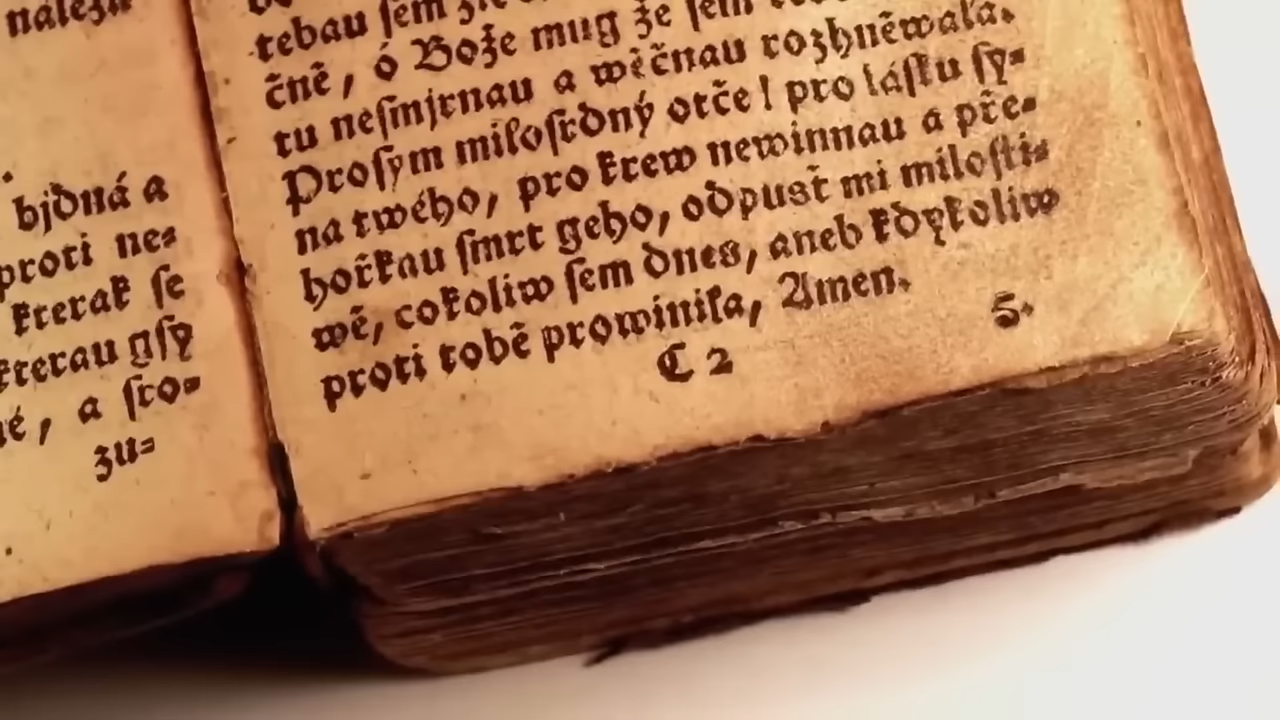 bjdná a
proti ne⸗
kterak ſe
kterau gſy
a ſro⸗
zu⸗
tebau ſem
čně, ó Bože mug že ſem
tu neſmjrnau a wěčnau rozhněwala.
Proſym miloſrdný otče! pro láſku ſy⸗
na twého, pro krew newinnau a pře⸗
hořkau ſmrt geho, odpusť mi miloſti⸗
wě, cokoliw ſem dnes, aneb kdykoliw
proti tobě prowinila, Amen.
C 2
5.